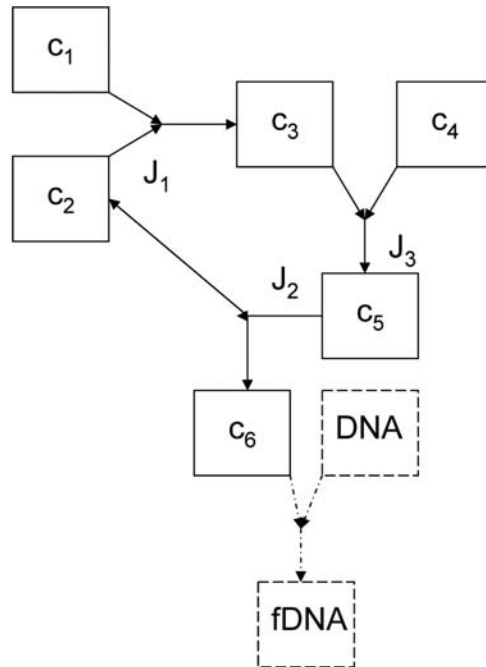 c₁
c₂
J₁
c₃
c₄
J₃
J₂
c₅
c₆
DNA
fDNA